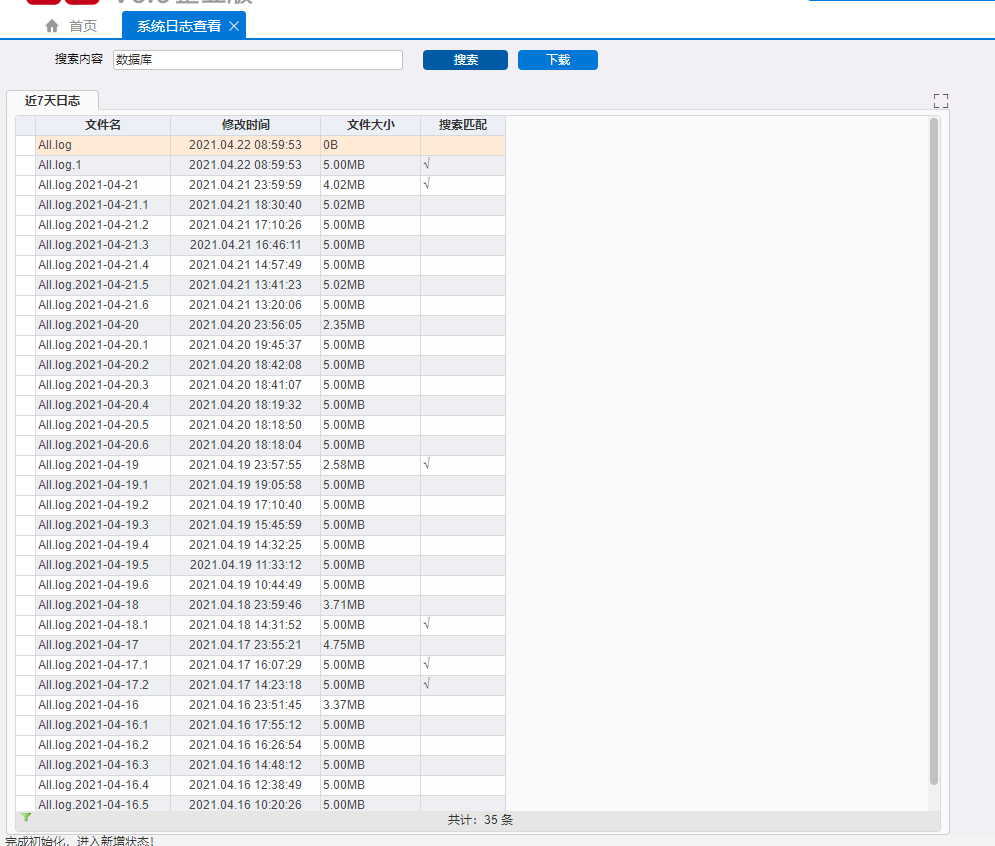 首页 系统日志查看
搜索内容 数据库 搜索 下载
近7天日志
文件名 修改时间 文件大小 搜索匹配
All.log 2021.04.22 08:59:53 0B
All.log.1 2021.04.22 08:59:53 5.00MB √
All.log.2021-04-21 2021.04.21 23:59:59 4.02MB √
All.log.2021-04-21.1 2021.04.21 18:30:40 5.02MB
All.log.2021-04-21.2 2021.04.21 17:10:26 5.00MB
All.log.2021-04-21.3 2021.04.21 16:46:11 5.00MB
All.log.2021-04-21.4 2021.04.21 14:57:49 5.00MB
All.log.2021-04-21.5 2021.04.21 13:41:23 5.02MB
All.log.2021-04-21.6 2021.04.21 13:20:06 5.00MB
All.log.2021-04-20 2021.04.20 23:56:05 2.35MB
All.log.2021-04-20.1 2021.04.20 19:45:37 5.00MB
All.log.2021-04-20.2 2021.04.20 18:42:08 5.00MB
All.log.2021-04-20.3 2021.04.20 18:41:07 5.00MB
All.log.2021-04-20.4 2021.04.20 18:19:32 5.00MB
All.log.2021-04-20.5 2021.04.20 18:18:50 5.00MB
All.log.2021-04-20.6 2021.04.20 18:18:04 5.00MB
All.log.2021-04-19 2021.04.19 23:57:55 2.58MB √
All.log.2021-04-19.1 2021.04.19 19:05:58 5.00MB
All.log.2021-04-19.2 2021.04.19 17:10:40 5.00MB
All.log.2021-04-19.3 2021.04.19 15:45:59 5.00MB
All.log.2021-04-19.4 2021.04.19 14:32:25 5.00MB
All.log.2021-04-19.5 2021.04.19 11:33:12 5.00MB
All.log.2021-04-19.6 2021.04.19 10:44:49 5.00MB
All.log.2021-04-18 2021.04.18 23:59:46 3.71MB
All.log.2021-04-18.1 2021.04.18 14:31:52 5.00MB √
All.log.2021-04-17 2021.04.17 23:55:21 4.75MB
All.log.2021-04-17.1 2021.04.17 16:07:29 5.00MB √
All.log.2021-04-17.2 2021.04.17 14:23:18 5.00MB √
All.log.2021-04-16 2021.04.16 23:51:45 3.37MB
All.log.2021-04-16.1 2021.04.16 17:55:12 5.00MB
All.log.2021-04-16.2 2021.04.16 16:26:54 5.00MB
All.log.2021-04-16.3 2021.04.16 14:48:12 5.00MB
All.log.2021-04-16.4 2021.04.16 12:38:49 5.00MB
All.log.2021-04-16.5 2021.04.16 10:20:26 5.00MB
共计：35 条
完成初始化，进入新增状态！